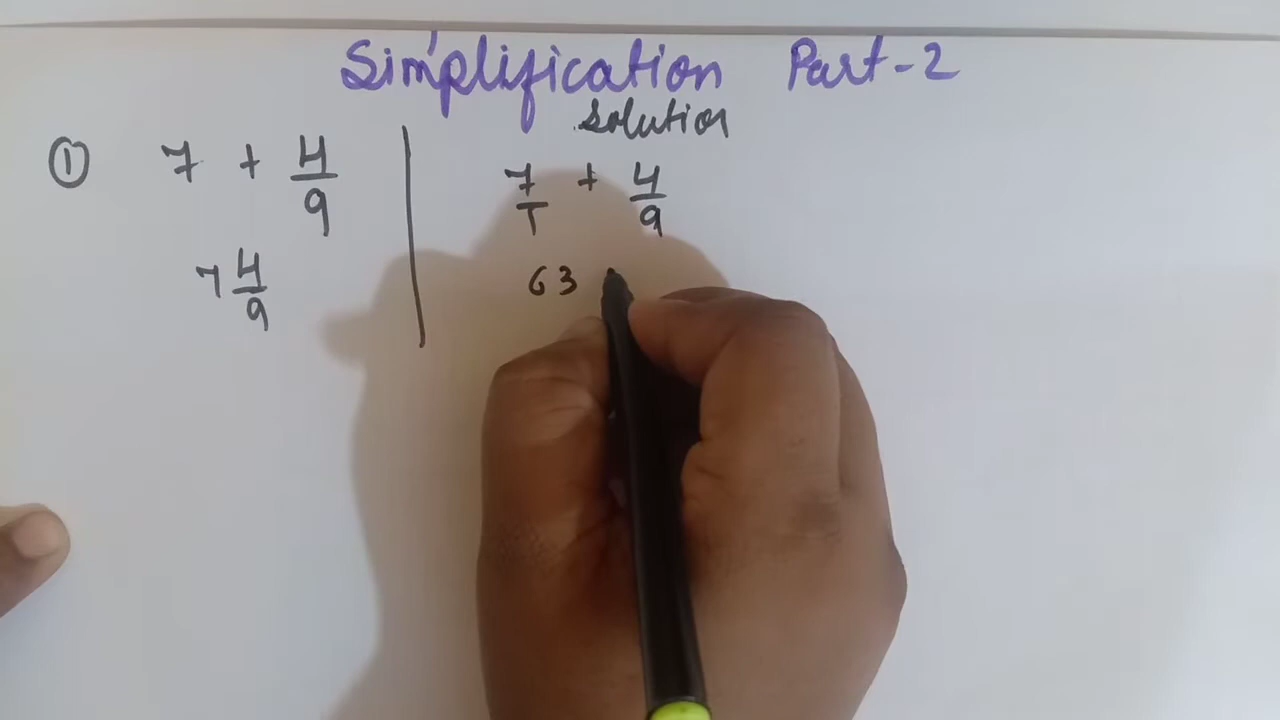 Simplification Part-2
Solution
① 7 + 4/9
7/1 + 4/9
7 4/9
63